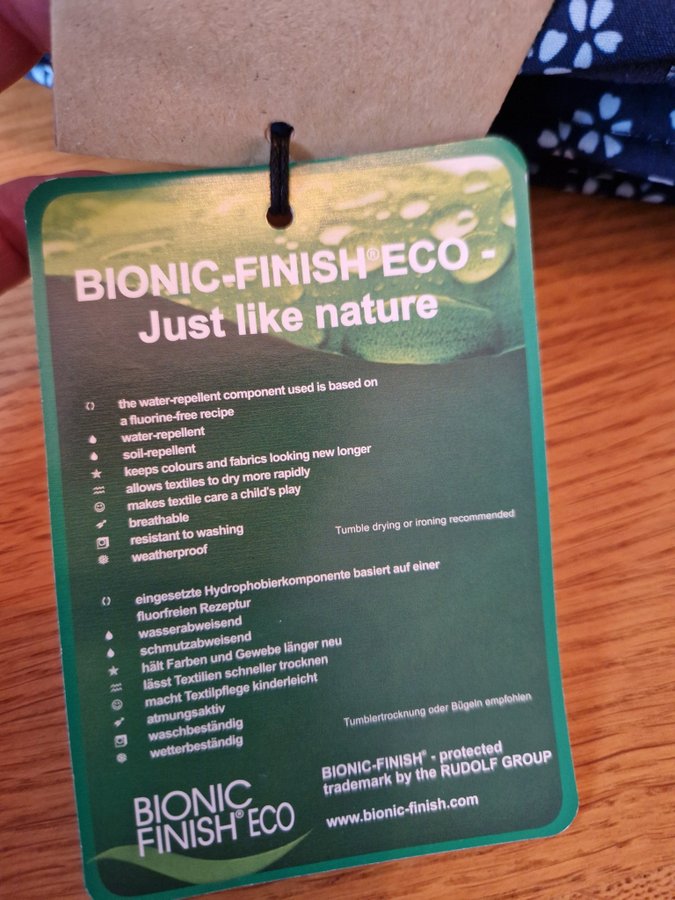 BIONIC-FINISH® ECO -
Just like nature
the water-repellent component used is based on
a fluorine-free recipe
water-repellent
soil-repellent
keeps colours and fabrics looking new longer
allows textiles to dry more rapidly
makes textile care a child's play
breathable
resistant to washing
weatherproof
Tumble drying or ironing recommended
eingesetzte Hydrophobierkomponente basiert auf einer
fluorfreien Rezeptur
wasserabweisend
schmutzabweisend
hält Farben und Gewebe länger neu
lässt Textilien schneller trocknen
macht Textilpflege kinderleicht
atmungsaktiv
waschbeständig
wetterbeständig
Tumblertrocknung oder Bügeln empfohlen
BIONIC
FINISH® ECO
BIONIC-FINISH® - protected
trademark by the RUDOLF GROUP
www.bionic-finish.com